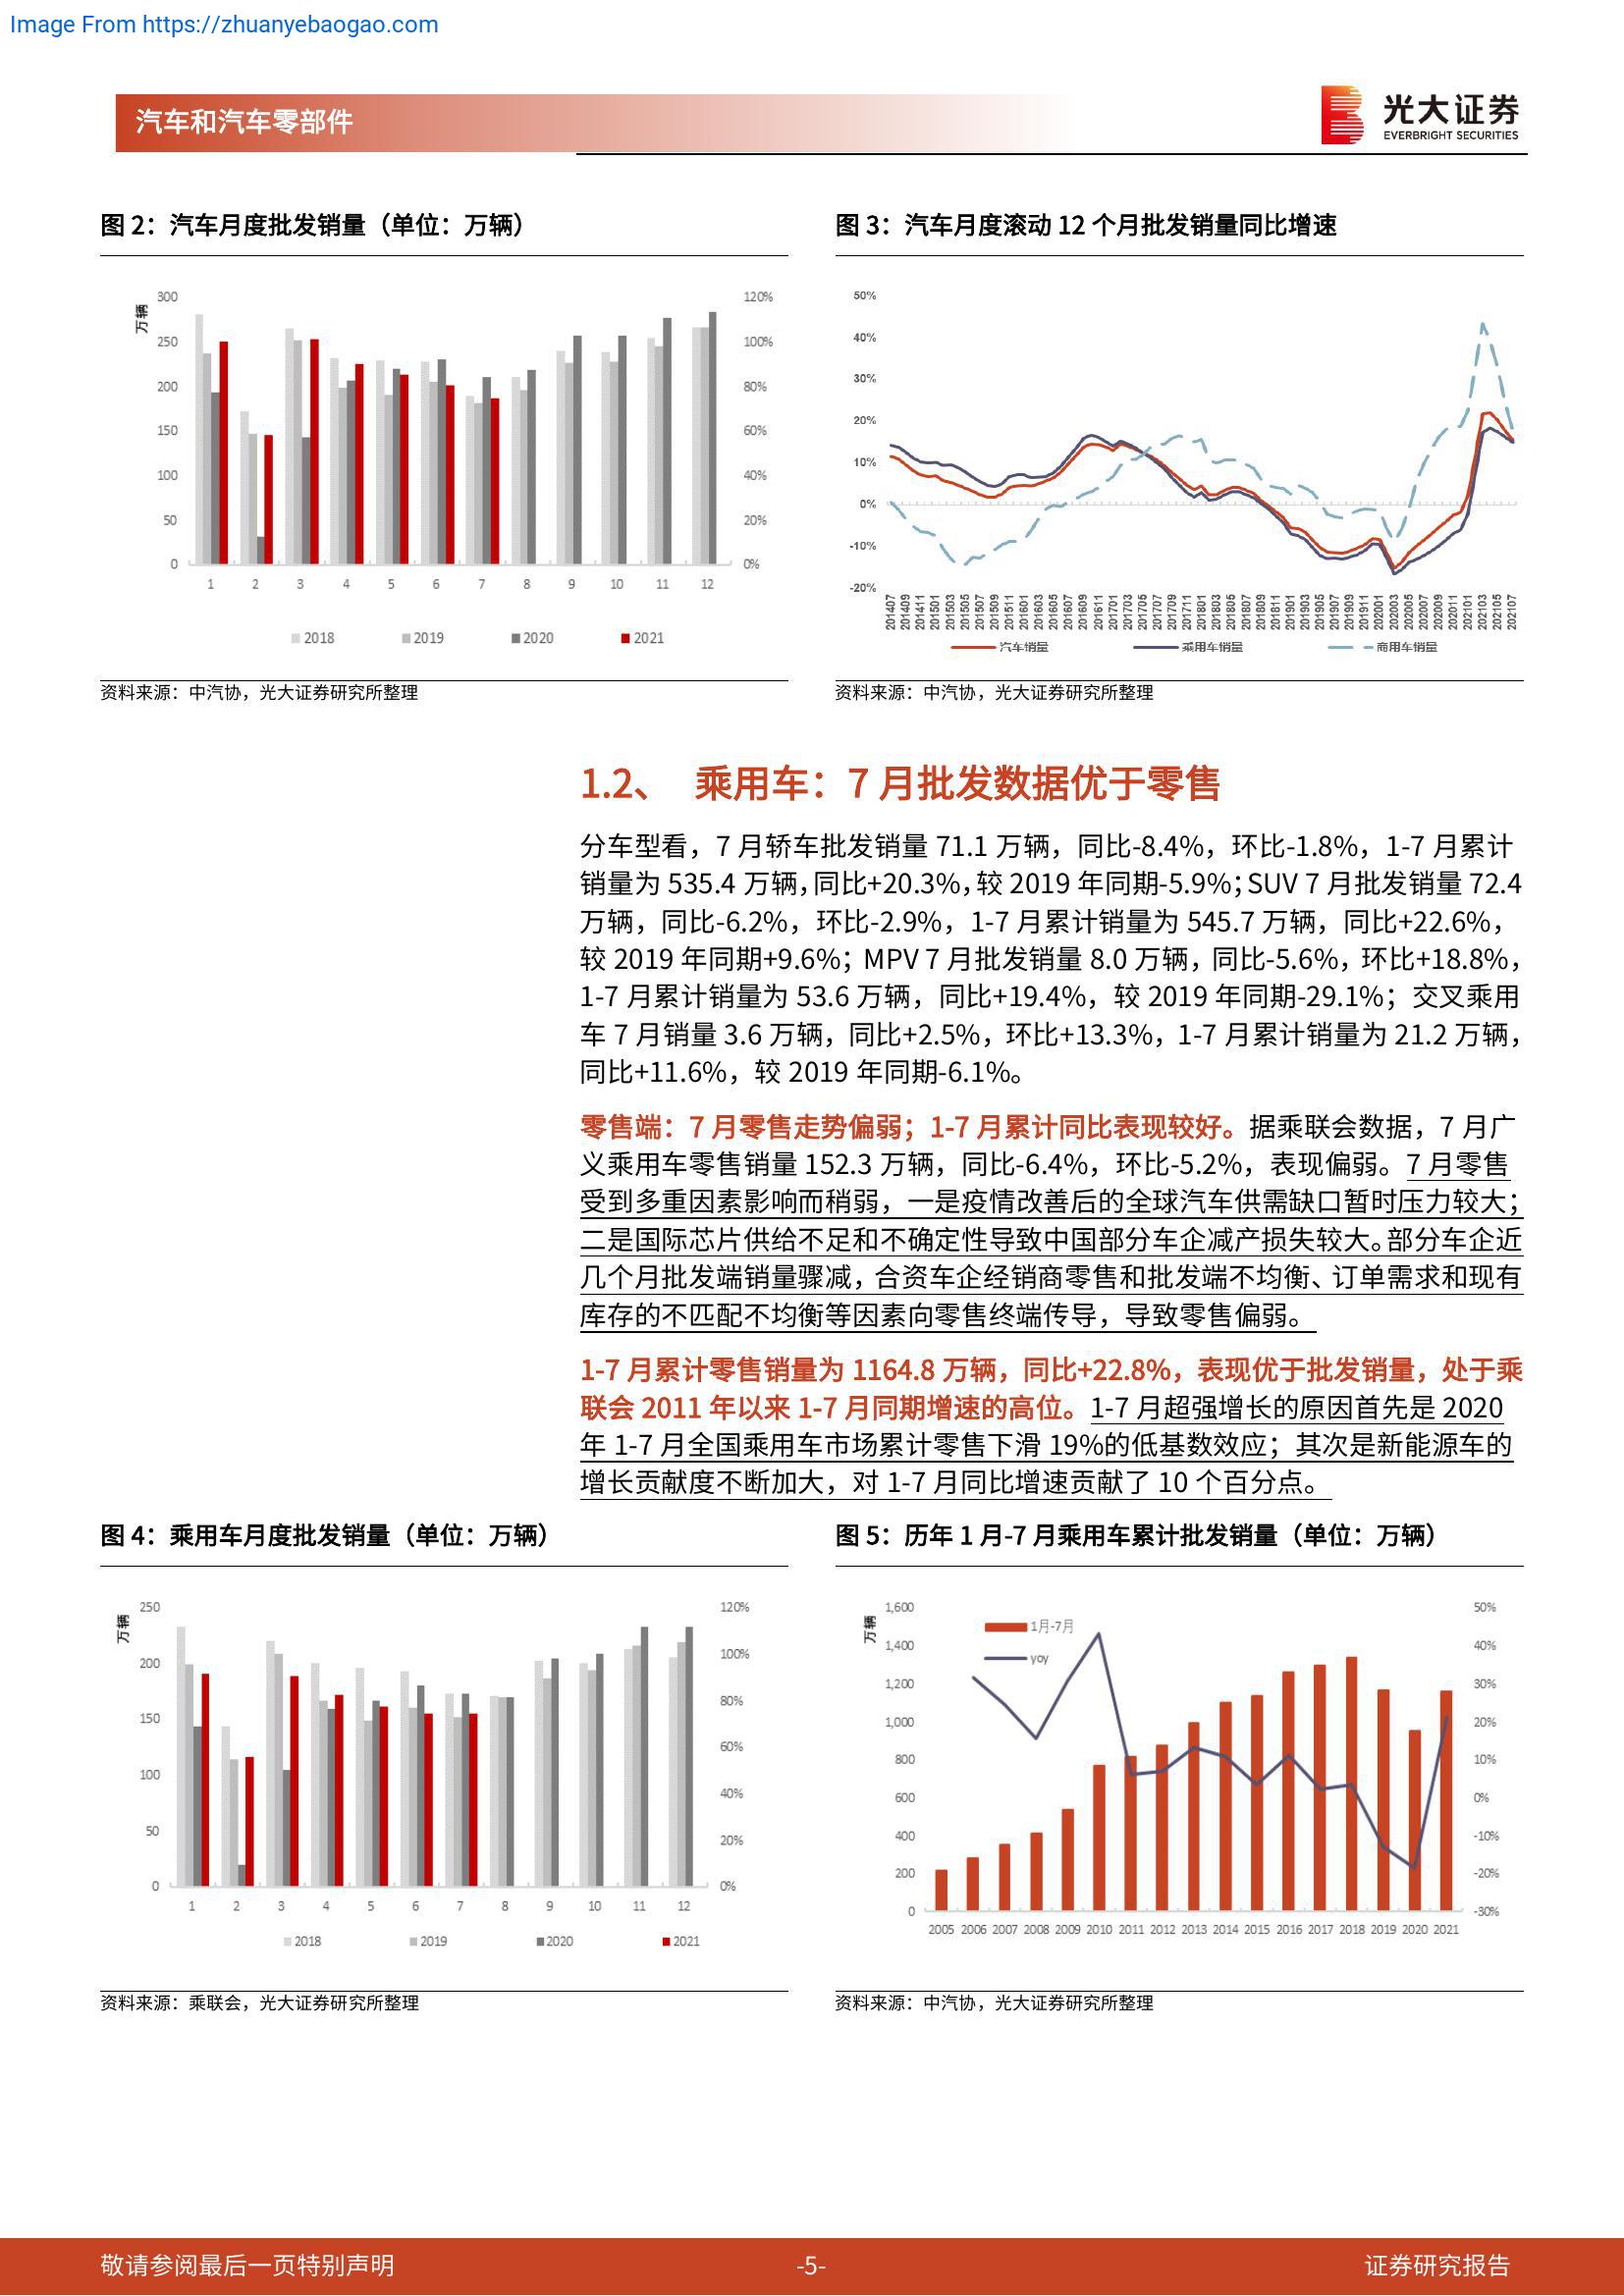 Image From https://zhuanyebaogao.com
汽车和汽车零部件
光大证券
EVERBRIGHT SECURITIES
图 2：汽车月度批发销量（单位：万辆）
万辆
300
250
200
150
100
50
0
120%
100%
80%
60%
40%
20%
0%
1 2 3 4 5 6 7 8 9 10 11 12
2018 2019 2020 2021
资料来源：中汽协，光大证券研究所整理
图 3：汽车月度滚动 12 个月批发销量同比增速
50%
40%
30%
20%
10%
0%
-10%
-20%
201407 201409 201411 201501 201503 201505 201507 201509 201511 201601 201603 201605 201607 201609 201611 201701 201703 201705 201707 201709 201711 201801 201803 201805 201807 201809 201811 201901 201903 201905 201907 201909 201911 202001 202003 202005 202007 202009 202011 202101 202103 202105 202107
汽车销量 乘用车销量 商用车销量
资料来源：中汽协，光大证券研究所整理
1.2、 乘用车：7 月批发数据优于零售
分车型看，7 月轿车批发销量 71.1 万辆，同比-8.4%，环比-1.8%，1-7 月累计
销量为 535.4 万辆，同比+20.3%，较 2019 年同期-5.9%；SUV 7 月批发销量 72.4
万辆，同比-6.2%，环比-2.9%，1-7 月累计销量为 545.7 万辆，同比+22.6%，
较 2019 年同期+9.6%；MPV 7 月批发销量 8.0 万辆，同比-5.6%，环比+18.8%，
1-7 月累计销量为 53.6 万辆，同比+19.4%，较 2019 年同期-29.1%；交叉乘用
车 7 月销量 3.6 万辆，同比+2.5%，环比+13.3%，1-7 月累计销量为 21.2 万辆，
同比+11.6%，较 2019 年同期-6.1%。
零售端：7 月零售走势偏弱；1-7 月累计同比表现较好。据乘联会数据，7 月广
义乘用车零售销量 152.3 万辆，同比-6.4%，环比-5.2%，表现偏弱。7 月零售
受到多重因素影响而稍弱，一是疫情改善后的全球汽车供需缺口暂时压力较大；
二是国际芯片供给不足和不确定性导致中国部分车企减产损失较大。部分车企近
几个月批发端销量骤减，合资车企经销商零售和批发端不均衡、订单需求和现有
库存的不匹配不均衡等因素向零售终端传导，导致零售偏弱。
1-7 月累计零售销量为 1164.8 万辆，同比+22.8%，表现优于批发销量，处于乘
联会 2011 年以来 1-7 月同期增速的高位。1-7 月超强增长的原因首先是 2020
年 1-7 月全国乘用车市场累计零售下滑 19%的低基数效应；其次是新能源车的
增长贡献度不断加大，对 1-7 月同比增速贡献了 10 个百分点。
图 4：乘用车月度批发销量（单位：万辆）
万辆
250
200
150
100
50
0
120%
100%
80%
60%
40%
20%
0%
1 2 3 4 5 6 7 8 9 10 11 12
2018 2019 2020 2021
资料来源：乘联会，光大证券研究所整理
图 5：历年 1 月-7 月乘用车累计批发销量（单位：万辆）
万辆
1,600
1,400
1,200
1,000
800
600
400
200
0
1月-7月
yoy
50%
40%
30%
20%
10%
0%
-10%
-20%
-30%
2005 2006 2007 2008 2009 2010 2011 2012 2013 2014 2015 2016 2017 2018 2019 2020 2021
资料来源：中汽协，光大证券研究所整理
敬请参阅最后一页特别声明
-5-
证券研究报告